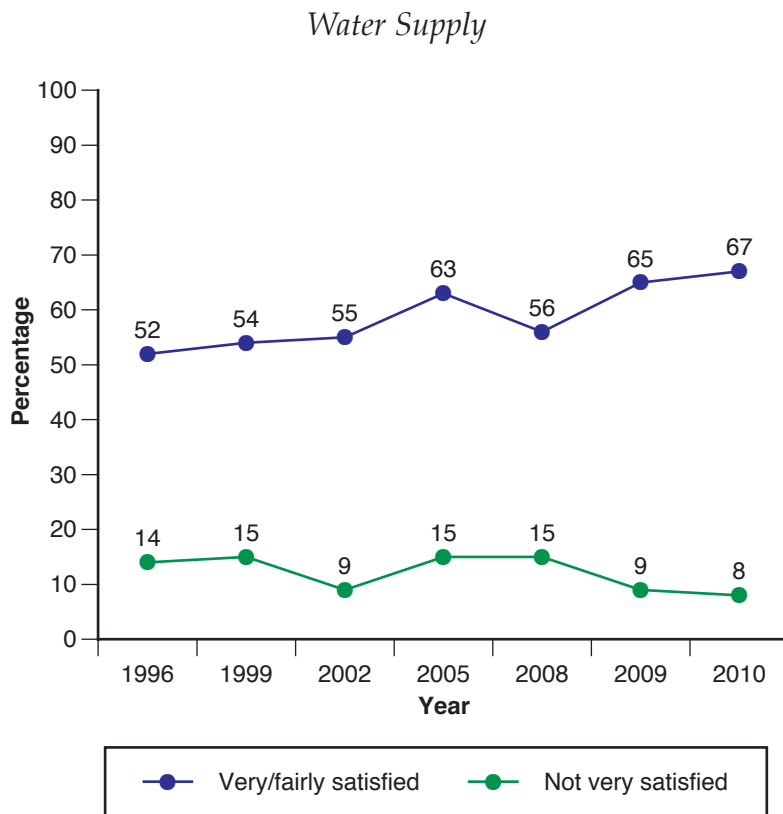 Water Supply
100
90
80
70
60
50
40
30
20
10
0
Percentage
52 54 55 63 56 65 67
14 15 9 15 15 9 8
1996 1999 2002 2005 2008 2009 2010
Year
Very/fairly satisfied Not very satisfied